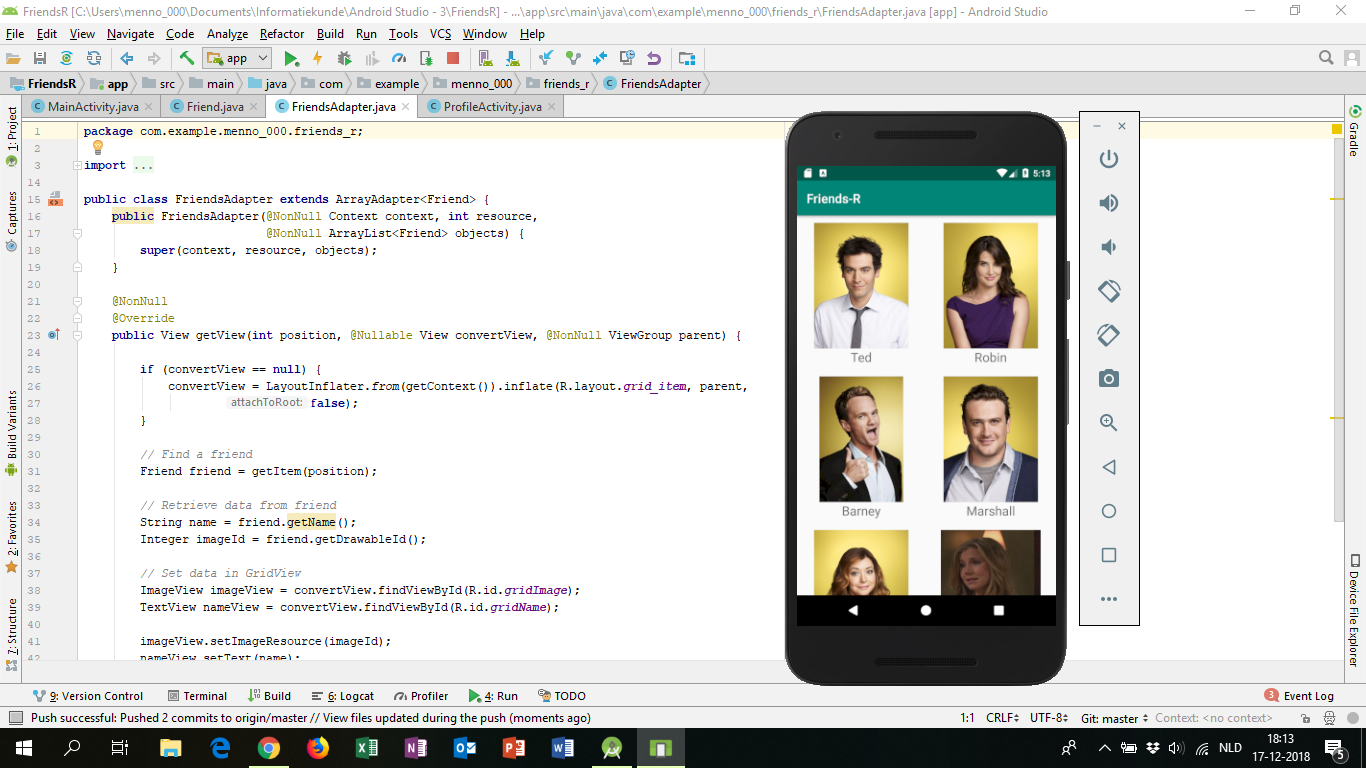 FriendsR [C:\Users\menno_000\Documents\Informatiekunde\Android Studio - 3\FriendsR] - ...\app\src\main\java\com\example\menno_000\friends_r\FriendsAdapter.java [app] - Android Studio
File Edit View Navigate Code Analyze Refactor Build Run Tools VCS Window Help
app
FriendsR app src main java com example menno_000 friends_r FriendsAdapter
MainActivity.java Friend.java FriendsAdapter.java ProfileActivity.java
1: Project
Captures
Build Variants
2: Favorites
7: Structure
1 package com.example.menno_000.friends_r;
2
3 import ...
14
15 public class FriendsAdapter extends ArrayAdapter<Friend> {
16 public FriendsAdapter(@NonNull Context context, int resource,
17 @NonNull ArrayList<Friend> objects) {
18 super(context, resource, objects);
19 }
20
21 @NonNull
22 @Override
23 public View getView(int position, @Nullable View convertView, @NonNull ViewGroup parent) {
24
25 if (convertView == null) {
26 convertView = LayoutInflater.from(getContext()).inflate(R.layout.grid_item, parent,
27 attachToRoot: false);
28 }
29
30 // Find a friend
31 Friend friend = getItem(position);
32
33 // Retrieve data from friend
34 String name = friend.getName();
35 Integer imageId = friend.getDrawableId();
36
37 // Set data in GridView
38 ImageView imageView = convertView.findViewById(R.id.gridImage);
39 TextView nameView = convertView.findViewById(R.id.gridName);
40
41 imageView.setImageResource(imageId);
42 nameView.setText(name);
5:13
Friends-R
Ted Robin
Barney Marshall
Gradle
Device File Explorer
9: Version Control Terminal Build 6: Logcat Profiler 4: Run TODO 3 Event Log
Push successful: Pushed 2 commits to origin/master // View files updated during the push (moments ago) 1:1 CRLF UTF-8 Git: master Context: <no context>
NLD
18:13
17-12-2018
5